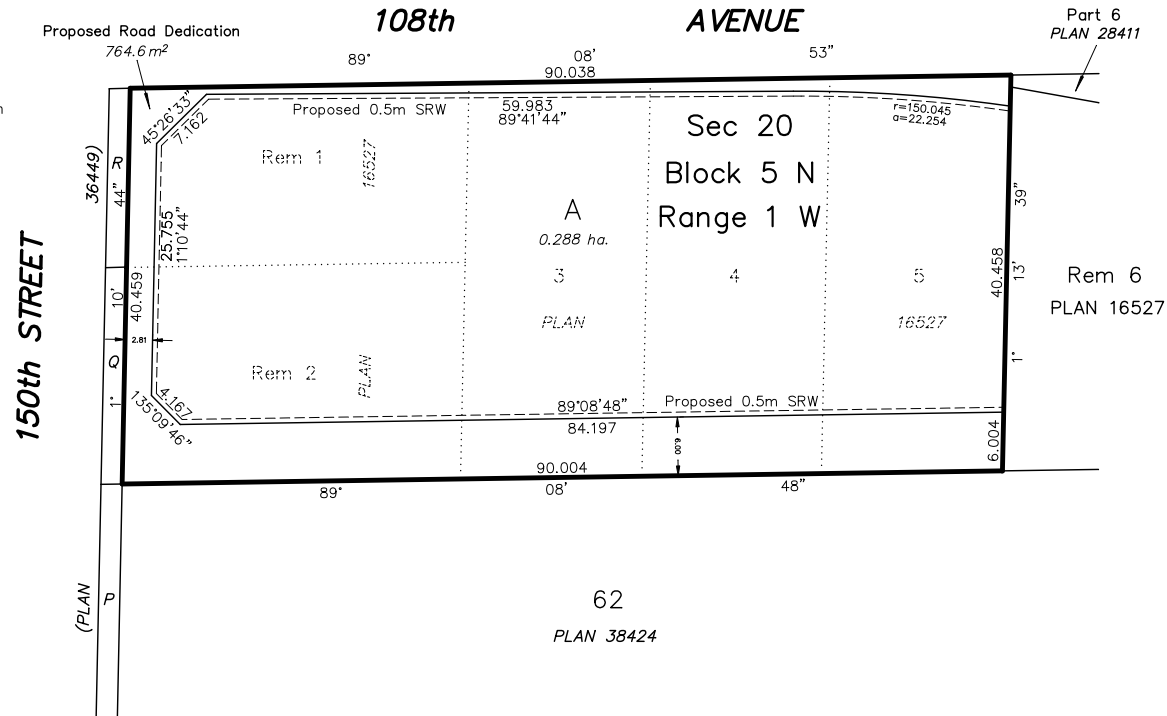 108th AVENUE
Proposed Road Dedication
764.6 m²
Part 6
PLAN 28411
89° 08' 53"
90.038
45°26'33"
7.162
Proposed 0.5m SRW
59.983
89°41'44"
r=150.045
a=22.254
Sec 20
Block 5 N
Range 1 W
Rem 1
16527
36449)
R
44"
39"
25.755
1°10'44"
A
0.288 ha.
150th STREET
10'
40.459
3
4
5
40.458
13'
Rem 6
PLAN 16527
PLAN
16527
2.81
Q
1°
1°
Rem 2
PLAN
4.167
135°09'46"
89°08'48"
Proposed 0.5m SRW
84.197
6.00
6.004
90.004
89° 08' 48"
(PLAN
P
62
PLAN 38424